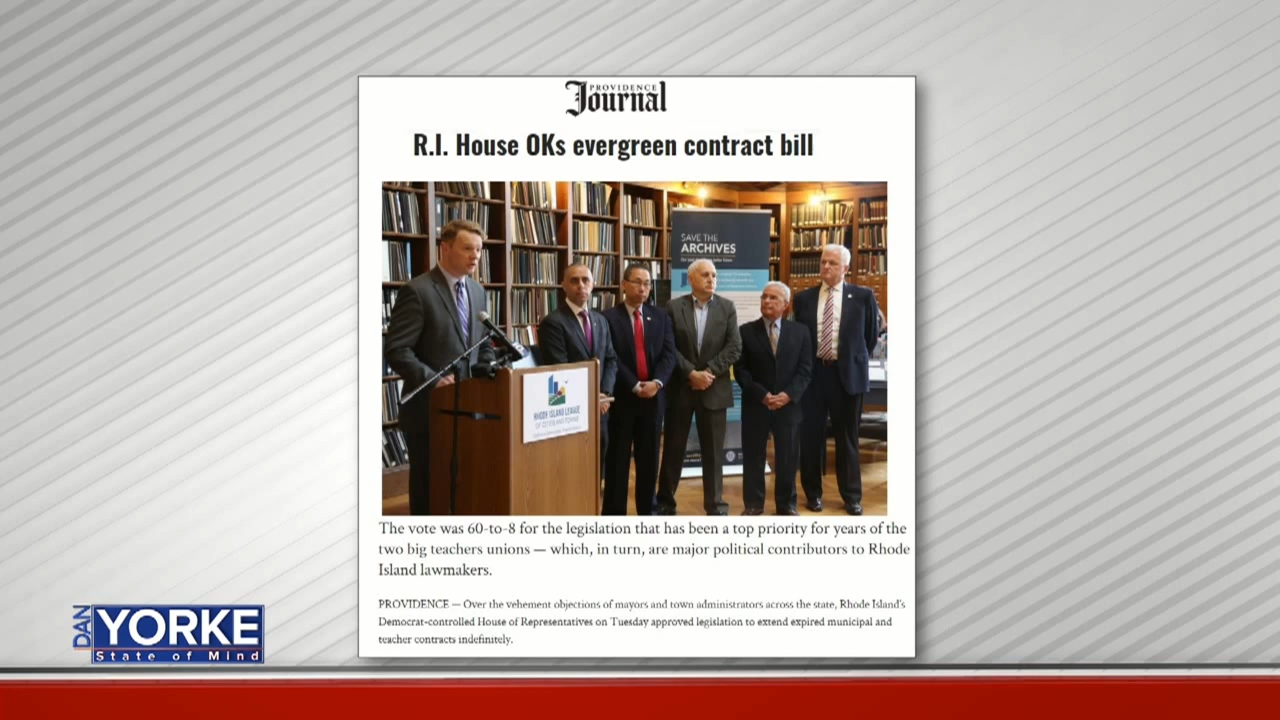 PROVIDENCE
Journal
R.I. House OKs evergreen contract bill
SAVE THE
ARCHIVES
RHODE ISLAND LEAGUE
OF CITIES AND TOWNS
The vote was 60-to-8 for the legislation that has been a top priority for years of the
two big teachers unions — which, in turn, are major political contributors to Rhode
Island lawmakers.
PROVIDENCE — Over the vehement objections of mayors and town administrators across the state, Rhode Island's
Democrat-controlled House of Representatives on Tuesday approved legislation to extend expired municipal and
teacher contracts indefinitely.
DAN
YORKE
State of Mind